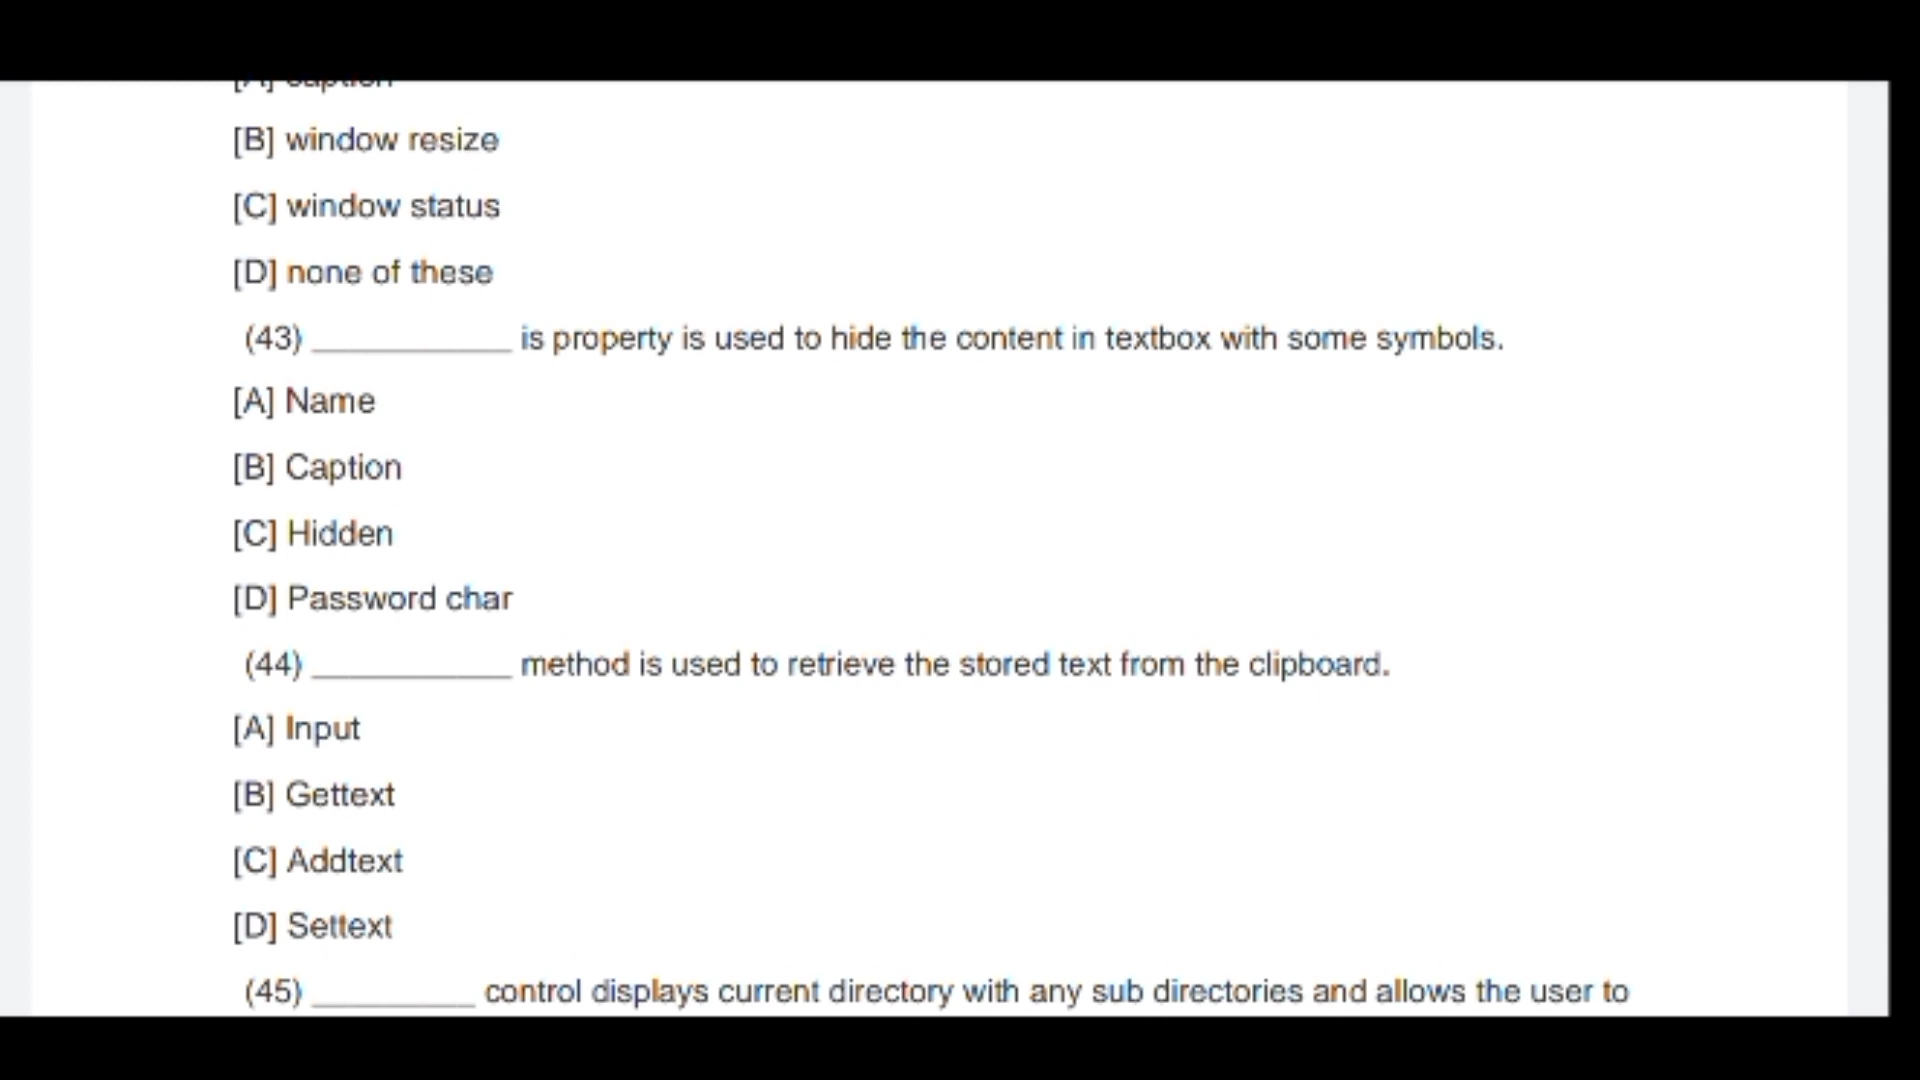 [A] caption
[B] window resize
[C] window status
[D] none of these
(43) ___________ is property is used to hide the content in textbox with some symbols.
[A] Name
[B] Caption
[C] Hidden
[D] Password char
(44) ___________ method is used to retrieve the stored text from the clipboard.
[A] Input
[B] Gettext
[C] Addtext
[D] Settext
(45) _________ control displays current directory with any sub directories and allows the user to